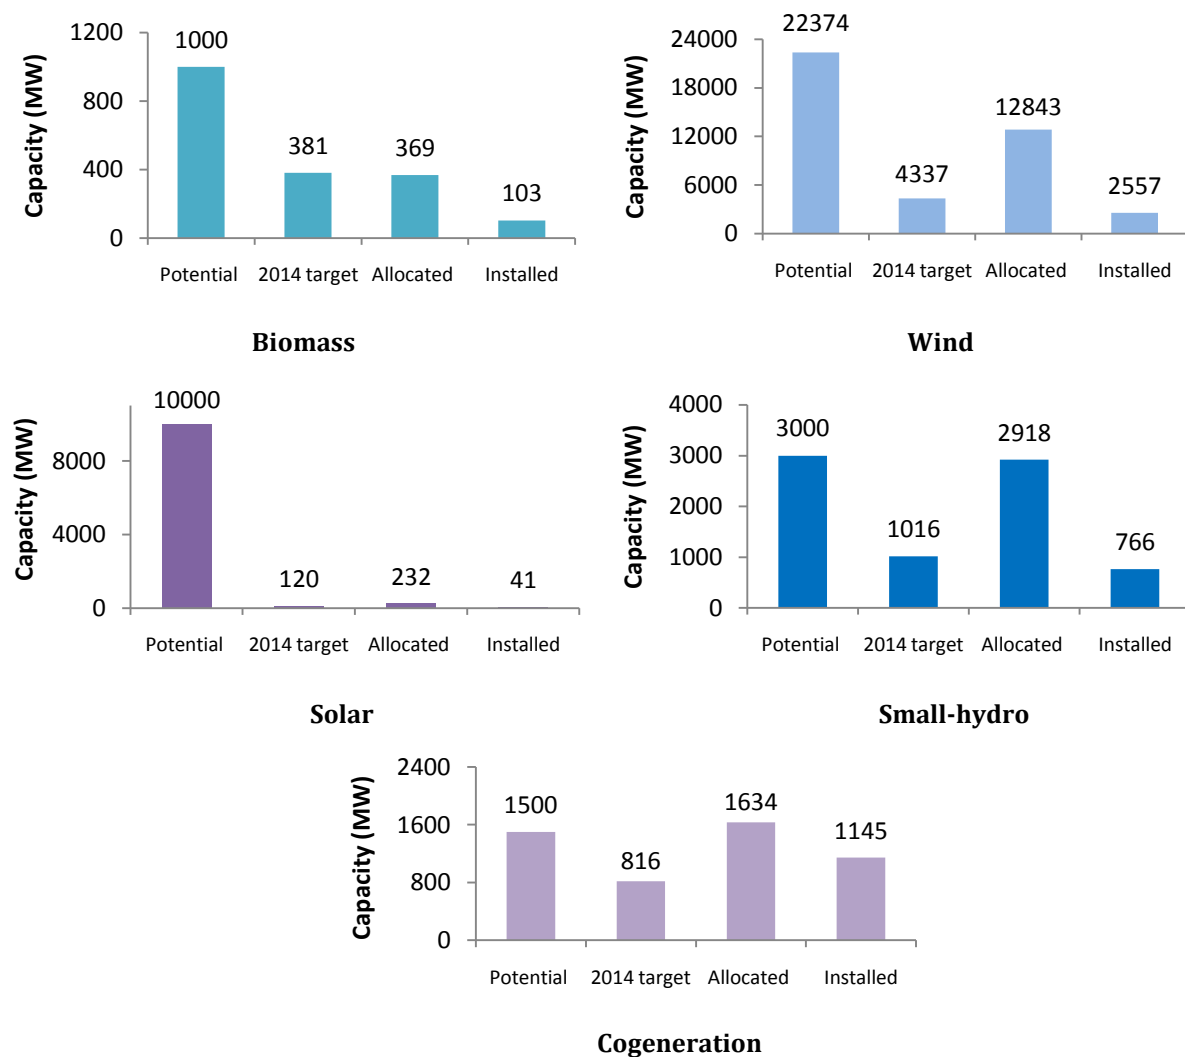 Capacity (MW)
1200
800
400
0
1000
381
369
103
Potential 2014 target Allocated Installed
Biomass
Capacity (MW)
24000
18000
12000
6000
0
22374
4337
12843
2557
Potential 2014 target Allocated Installed
Wind
Capacity (MW)
8000
4000
0
10000
120
232
41
Potential 2014 target Allocated Installed
Solar
Capacity (MW)
4000
3000
2000
1000
0
3000
1016
2918
766
Potential 2014 target Allocated Installed
Small-hydro
Capacity (MW)
2400
1600
800
0
1500
816
1634
1145
Potential 2014 target Allocated Installed
Cogeneration